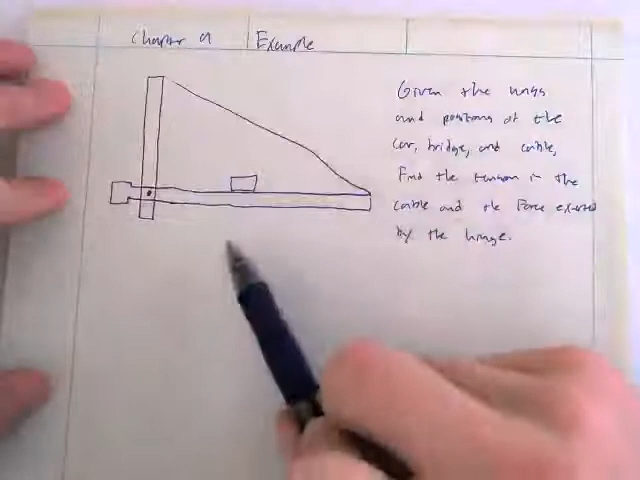 Chapter 9 Example
Given the mass
and positions of the
car, bridge, and cable,
Find the tension in the
cable and the Force exerted
by the hinge.